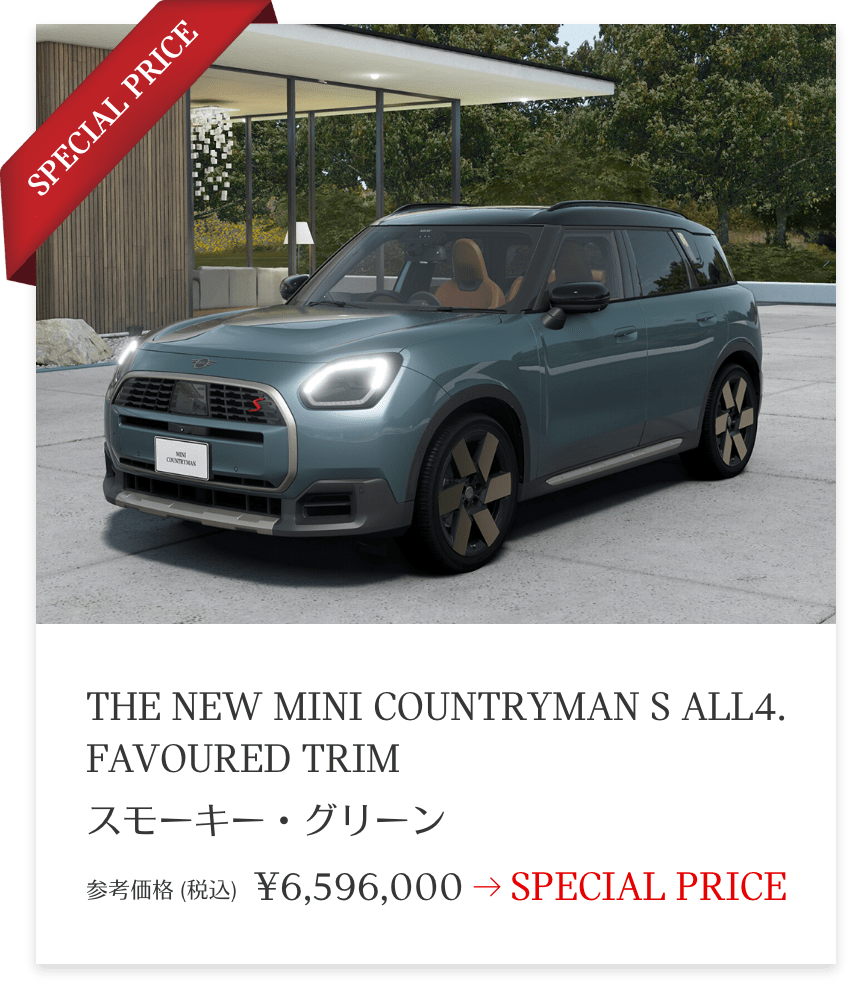 SPECIAL PRICE
S
MINI
COUNTRYMAN
THE NEW MINI COUNTRYMAN S ALL4.
FAVOURED TRIM
スモーキー・グリーン
参考価格 (税込) ¥6,596,000 → SPECIAL PRICE